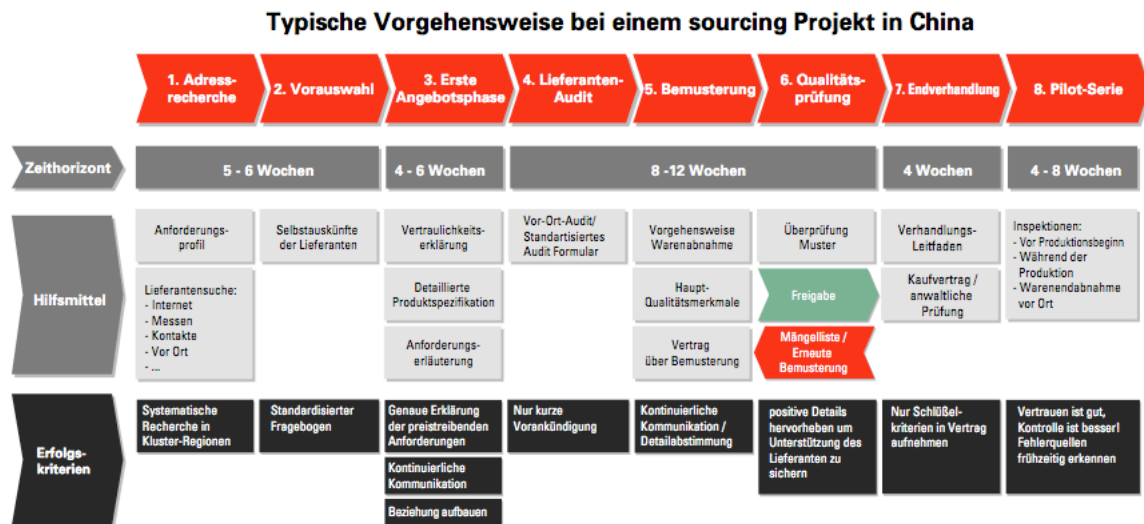 Typische Vorgehensweise bei einem sourcing Projekt in China
1. Adress-
recherche
2. Vorauswahl
3. Erste
Angebotsphase
4. Lieferanten-
Audit
5. Bemusterung
6. Qualitäts-
prüfung
7. Endverhandlung
8. Pilot-Serie
Zeithorizont
5 - 6 Wochen
4 - 6 Wochen
8 -12 Wochen
4 Wochen
4 - 8 Wochen
Hilfsmittel
Anforderungs-
profil
Lieferantensuche:
- Internet
- Messen
- Kontakte
- Vor Ort
- ...
Selbstauskünfte
der Lieferanten
Vertraulichkeits-
erklärung
Detaillierte
Produktspezifikation
Anforderungs-
erläuterung
Vor-Ort-Audit/
Standartisiertes
Audit Formular
Vorgehensweise
Warenabnahme
Haupt-
Qualitätsmerkmale
Vertrag
über Bemusterung
Überprüfung
Muster
Freigabe
Mängelliste /
Erneute
Bemusterung
Verhandlungs-
Leitfaden
Kaufvertrag /
anwaltliche
Prüfung
Inspektionen:
- Vor Produktionsbeginn
- Während der
Produktion
- Warenendabnahme
vor Ort
Erfolgs-
kriterien
Systematische
Recherche in
Kluster-Regionen
Standardisierter
Fragebogen
Genaue Erklärung
der preistreibenden
Anforderungen
Kontinuierliche
Kommunikation
Beziehung aufbauen
Nur kurze
Vorankündigung
Kontinuierliche
Kommunikation /
Detailabstimmung
positive Details
hervorheben um
Unterstützung des
Lieferanten zu
sichern
Nur Schlüßel-
kriterien in Vertrag
aufnehmen
Vertrauen ist gut,
Kontrolle ist besser!
Fehlerquellen
frühzeitig erkennen